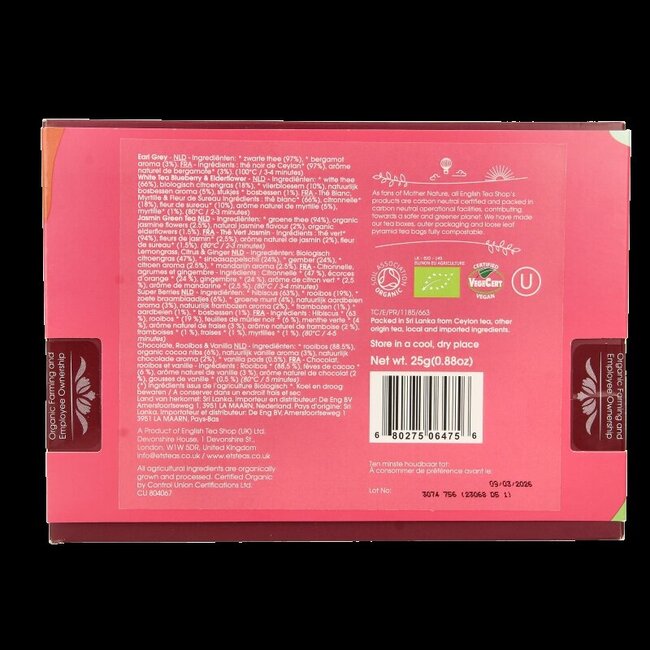 Earl Grey - NLD - Ingrediënten: * zwarte thee (97%), * bergamot
aroma (3%). FRA - Ingrédients : thé noir de Ceylan* (97%), arôme
naturel de bergamote* (3%). (100°C / 3-4 minutes)
White Tea Blueberry & Elderflower - NLD - Ingrediënten: * witte thee
(66%), biologisch citroengras (18%), * vlierbloesem (10%), natuurlijk
bosbessen aroma (5%), stukjes * bosbessen (1%). FRA - Thé Blanc,
Myrtille & Fleur de Sureau Ingrédients : thé blanc* (66%), citronelle*
(18%), fleur de sureau* (10%), arôme naturel de myrtille (5%),
myrtille* (1%). (80°C / 2-3 minutes)
Jasmin Green Tea NLD - Ingrediënten: * groene thee (94%), organic
jasmine flowers (2.5%), natural jasmine flavour (2%), organic
elderflowers (1.5%). FRA - Thé Vert Jasmin - Ingrédients : thé vert*
(94%), fleurs de jasmin* (2.5%), arôme naturel de jasmin (2%), fleur
de sureau* (1.5%). (80°C / 2-3 minutes)
Lemongrass, Citrus & Ginger NLD - Ingrediënten: Biologisch
citroengras (47%), * sinaasappelschil (24%), * gember (24%), *
citroen aroma (2.5%), * mandarijn aroma (2.5%). FRA - Citronnelle,
agrumes et gingembre - Ingrédients : Citronelle * (47 %), écorces
d'orange * (24 %), gingembre * (24%), arôme de citron vert * (2,5
%), arôme de mandarine * (2.5%). (80°C / 3-4 minutes)
Super Berries NLD - Ingrediënten: * hibiscus (63%), * rooibos (19%), *
zoete braamblaadjes (6%), * groene munt (4%), natuurlijk aardbeien
aroma (3%), natuurlijk framboos aroma (2%), * frambozen (1%), *
aardbeien (1%), * bosbessen (1%). FRA - Ingrédients : Hibiscus * (63
%), rooibos * (19 %), feuilles de mûrier noir * (6 %), menthe verte * (4
%), arôme naturel de fraise (3 %), arôme naturel de framboise (2 %),
framboises * (1 %), fraises * (1 %), myrtilles * (1 %). (80°C / 4-5
minutes)
Chocolate, Rooibos & Vanilla NLD - Ingrediënten: * rooibos (88.5%),
organic cocoa nibs (6%), natuurlijk vanille aroma (3%), natuurlijk
chocolade aroma (2%), * vanilla pods (0.5%). FRA - Chocolat,
rooibos et vanille - Ingrédients : Rooibos * (88.5 %), fèves de cacao *
(6 %), arôme naturel de vanille (3 %), arôme naturel de chocolat (2
%), gousses de vanille * (0,5 %) (80°C / 5 minutes)
(*) Ingrédients issus de l'agriculture Biologique. *. Koel en droog
bewaren / A conserver dans un endroit frais et sec
Land van herkomst: Sri Lanka. Importeur en distributeur: De Eng BV
Amerstoorseweg 1, 3951 LA MAARN, Nederland. Pays d'origine: Sri
Lanka. Importateur et distributeur : De Eng BV, Amersfoortseweg 1,
3951 LA MAARN, Pays-Bas
A Product of English Tea Shop (UK) Ltd.
Devonshire House, 1 Devonshire St.,
London, W1W 5DR, United Kingdom
info@etsteas.com / www.etsteas.com
All agricultural ingredients are organically
grown and processed. Certified Organic
by Control Union Certifications Ltd.
CU 804067
As fans of Mother Nature, all English Tea Shop's
products are carbon neutral certified and packed in
carbon neutral operational facilities, contributing
towards a safer and greener planet. We have made
our tea boxes, outer packaging and loose leaf
pyramid tea bags fully compostable.
SOIL ASSOCIATION
ORGANIC
UK - BIO - 149
CERTIFIED
VEGECERT
VEGAN
U
TC/E/PR/1185/663
Packed in Sri Lanka from Ceylon tea, other
origin tea, local and imported ingredients.
Store in a cool, dry place
Net wt. 25g(0.88oz)
6 80275 06475 6
Ten minste houdbaar tot:
A consommer de préférence avant le:
09/03/2026
Lot No:
3074 756 (23068 05 1)
Organic Farming and
Employee Ownership
Organic Farming and
Employee Ownership